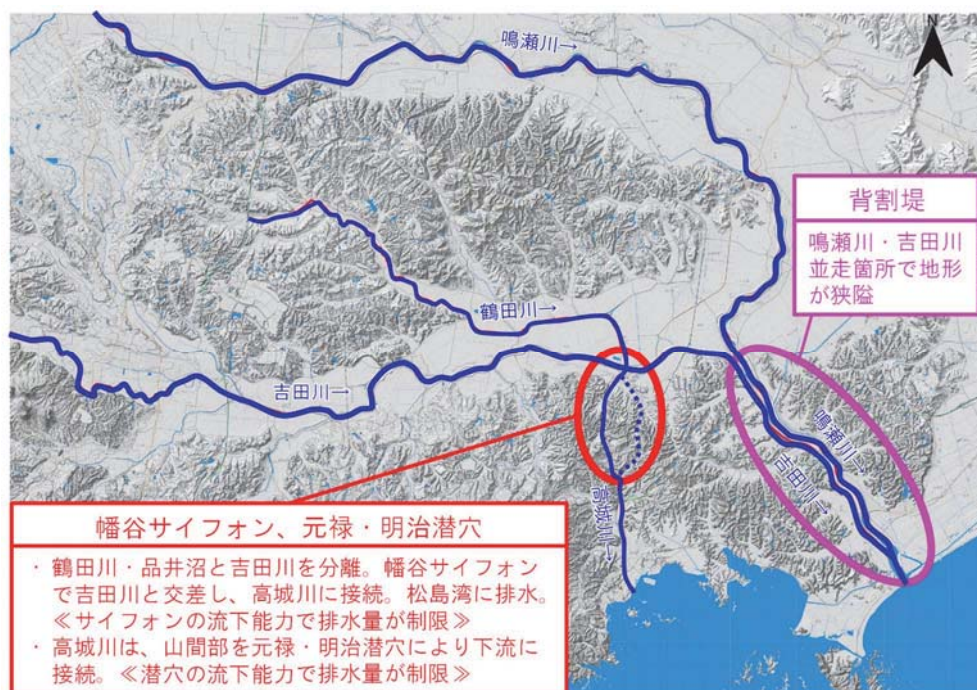 鳴瀬川→
N
背割堤
鳴瀬川・吉田川
並走箇所で地形
が狭隘
鶴田川→
吉田川→
鳴瀬川→
吉田川→
高城川→
幡谷サイフォン、元禄・明治潜穴
・ 鶴田川・品井沼と吉田川を分離。幡谷サイフォン
で吉田川と交差し、高城川に接続。松島湾に排水。
≪サイフォンの流下能力で排水量が制限≫
・ 高城川は、山間部を元禄・明治潜穴により下流に
接続。≪潜穴の流下能力で排水量が制限≫